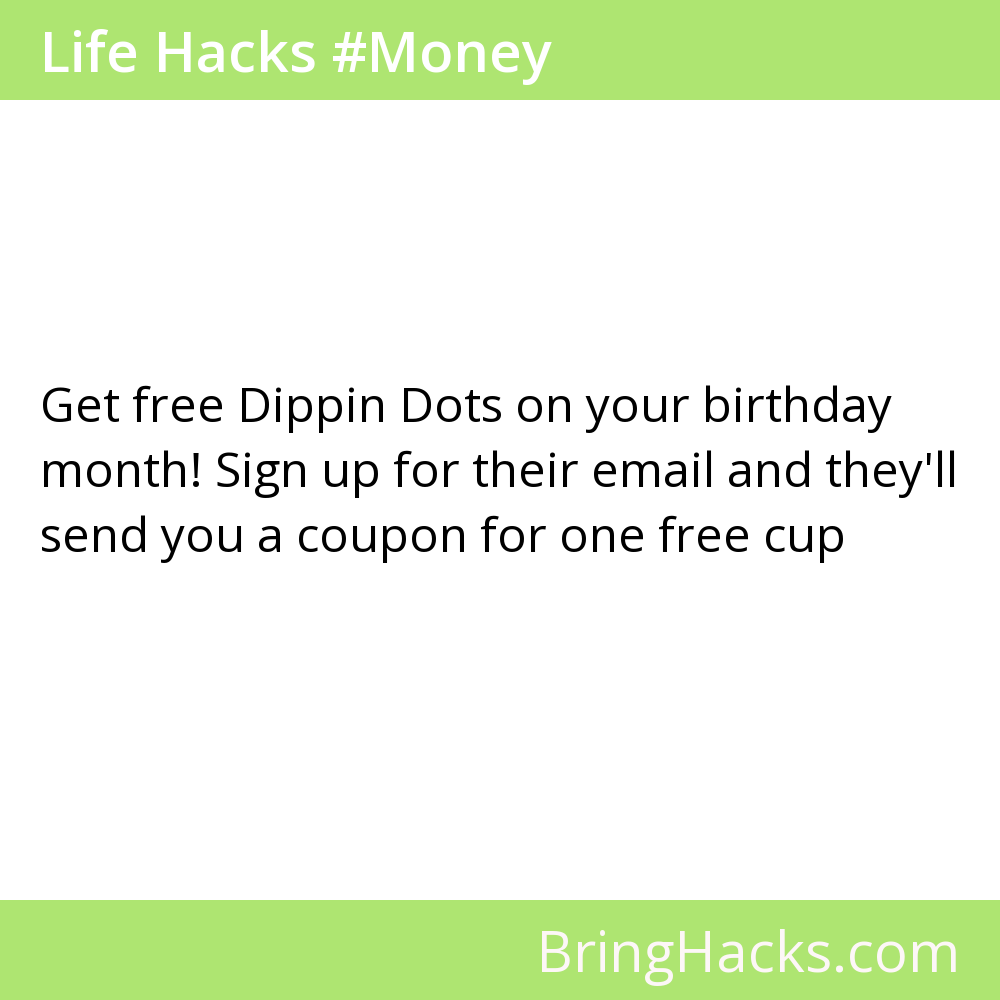 Life Hacks #Money
Get free Dippin Dots on your birthday
month! Sign up for their email and they'll
send you a coupon for one free cup
BringHacks.com